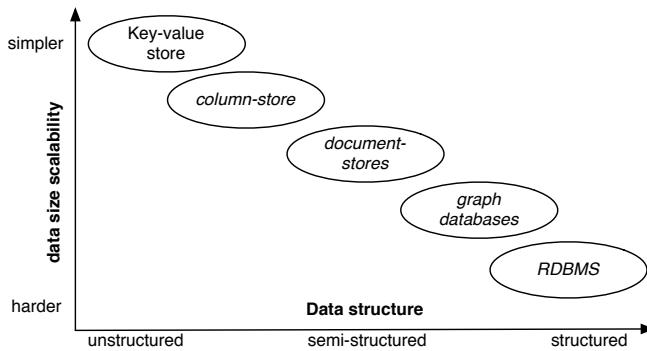 simpler
Key-value
store
column-store
document-
stores
graph
databases
RDBMS
data size scalability
harder
Data structure
unstructured
semi-structured
structured